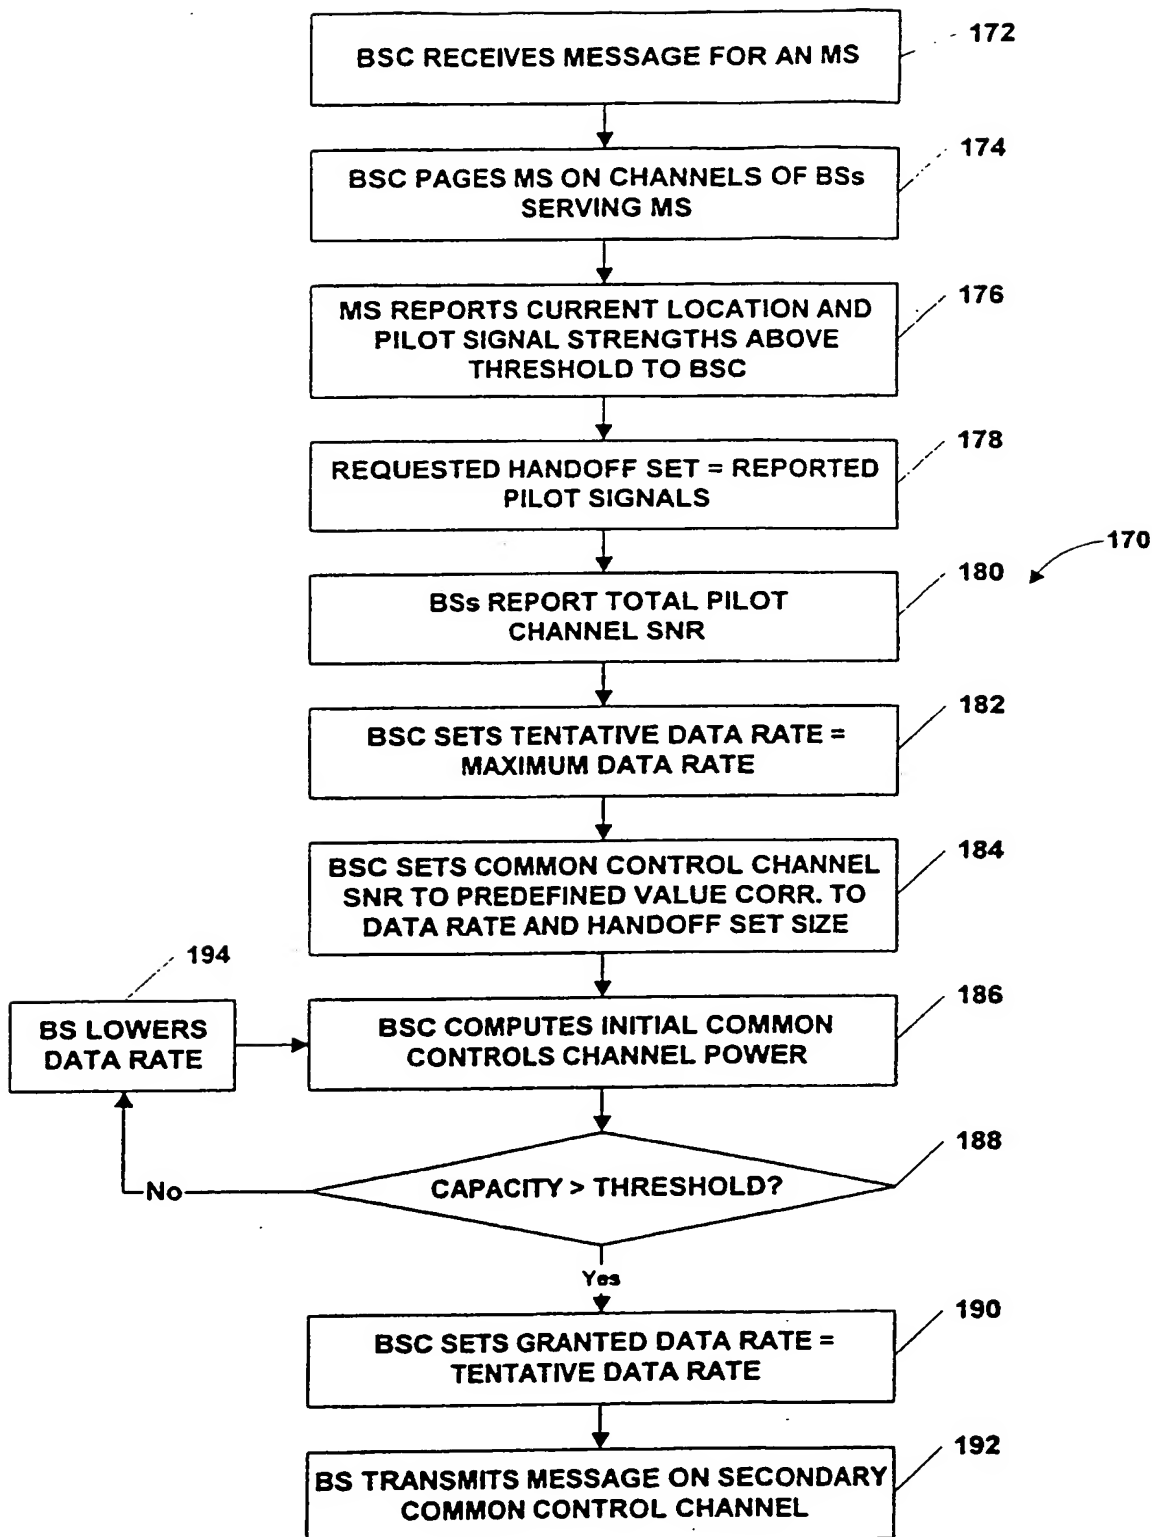 BSC RECEIVES MESSAGE FOR AN MS
172
BSC PAGES MS ON CHANNELS OF BSs
SERVING MS
174
MS REPORTS CURRENT LOCATION AND
PILOT SIGNAL STRENGTHS ABOVE
THRESHOLD TO BSC
176
REQUESTED HANDOFF SET = REPORTED
PILOT SIGNALS
178
170
BSs REPORT TOTAL PILOT
CHANNEL SNR
180
BSC SETS TENTATIVE DATA RATE =
MAXIMUM DATA RATE
182
BSC SETS COMMON CONTROL CHANNEL
SNR TO PREDEFINED VALUE CORR. TO
DATA RATE AND HANDOFF SET SIZE
184
194
BS LOWERS
DATA RATE
BSC COMPUTES INITIAL COMMON
CONTROLS CHANNEL POWER
186
CAPACITY > THRESHOLD?
188
No
Yes
BSC SETS GRANTED DATA RATE =
TENTATIVE DATA RATE
190
BS TRANSMITS MESSAGE ON SECONDARY
COMMON CONTROL CHANNEL
192